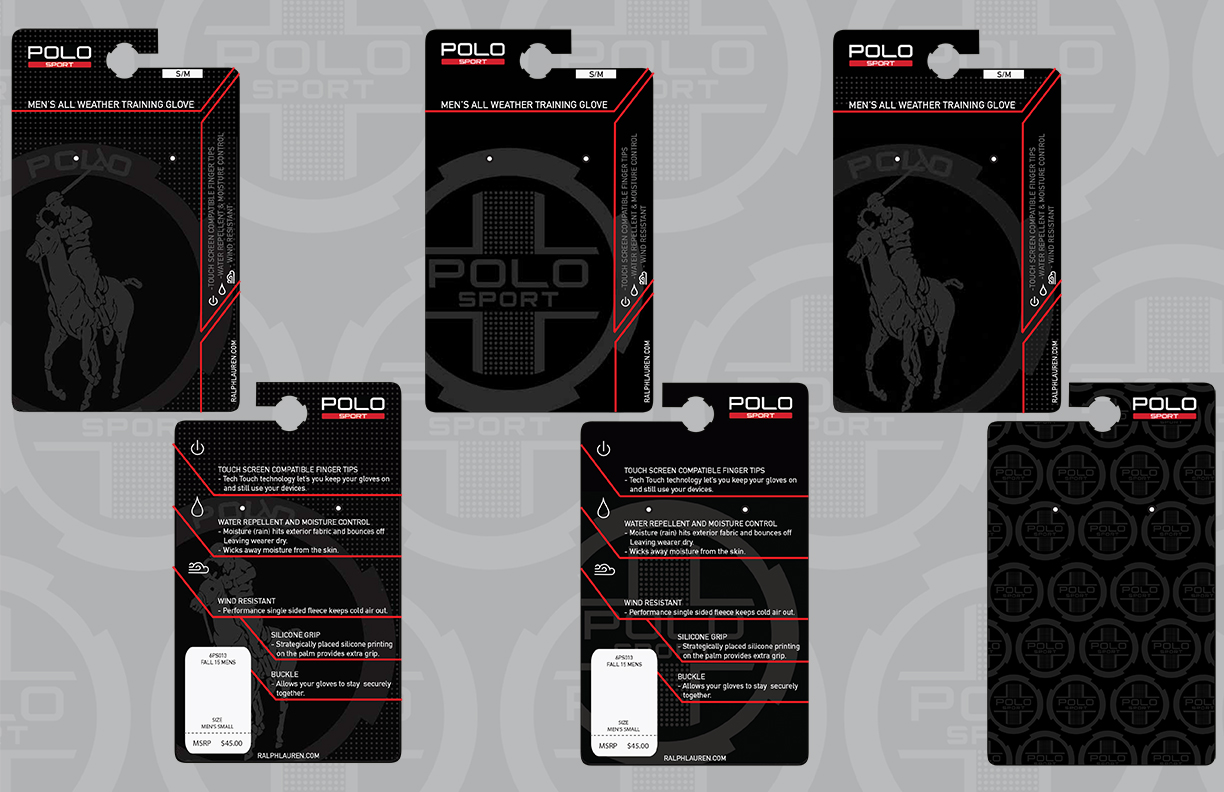 POLO
SPORT
S/M
MEN'S ALL WEATHER TRAINING GLOVE
POLO
-TOUCH SCREEN COMPATIBLE FINGER TIPS
-WATER REPELLENT & MOISTURE CONTROL
- WIND RESISTANT
RALPHLAUREN.COM
POLO
SPORT
S/M
MEN'S ALL WEATHER TRAINING GLOVE
POLO
SPORT
-TOUCH SCREEN COMPATIBLE FINGER TIPS
-WATER REPELLENT & MOISTURE CONTROL
- WIND RESISTANT
RALPHLAUREN.COM
POLO
SPORT
S/M
MEN'S ALL WEATHER TRAINING GLOVE
POLO
-TOUCH SCREEN COMPATIBLE FINGER TIPS
-WATER REPELLENT & MOISTURE CONTROL
- WIND RESISTANT
RALPHLAUREN.COM
POLO
SPORT
TOUCH SCREEN COMPATIBLE FINGER TIPS
- Tech Touch technology let's you keep your gloves on
and still use your devices.
WATER REPELLENT AND MOISTURE CONTROL
- Moisture (rain) hits exterior fabric and bounces off
Leaving wearer dry.
- Wicks away moisture from the skin.
WIND RESISTANT
- Performance single sided fleece keeps cold air out.
SILICONE GRIP
- Strategically placed silicone printing
on the palm provides extra grip.
BUCKLE
- Allows your gloves to stay securely
together.
6PS013
FALL 15 MENS
SIZE
MEN'S SMALL
MSRP $45.00
RALPHLAUREN.COM
POLO
SPORT
TOUCH SCREEN COMPATIBLE FINGER TIPS
- Tech Touch technology let's you keep your gloves on
and still use your devices.
WATER REPELLENT AND MOISTURE CONTROL
- Moisture (rain) hits exterior fabric and bounces off
Leaving wearer dry.
- Wicks away moisture from the skin.
WIND RESISTANT
- Performance single sided fleece keeps cold air out.
POLO
SPORT
SILICONE GRIP
- Strategically placed silicone printing
on the palm provides extra grip.
BUCKLE
- Allows your gloves to stay securely
together.
6PS013
FALL 15 MENS
SIZE
MEN'S SMALL
MSRP $45.00
RALPHLAUREN.COM
POLO
SPORT